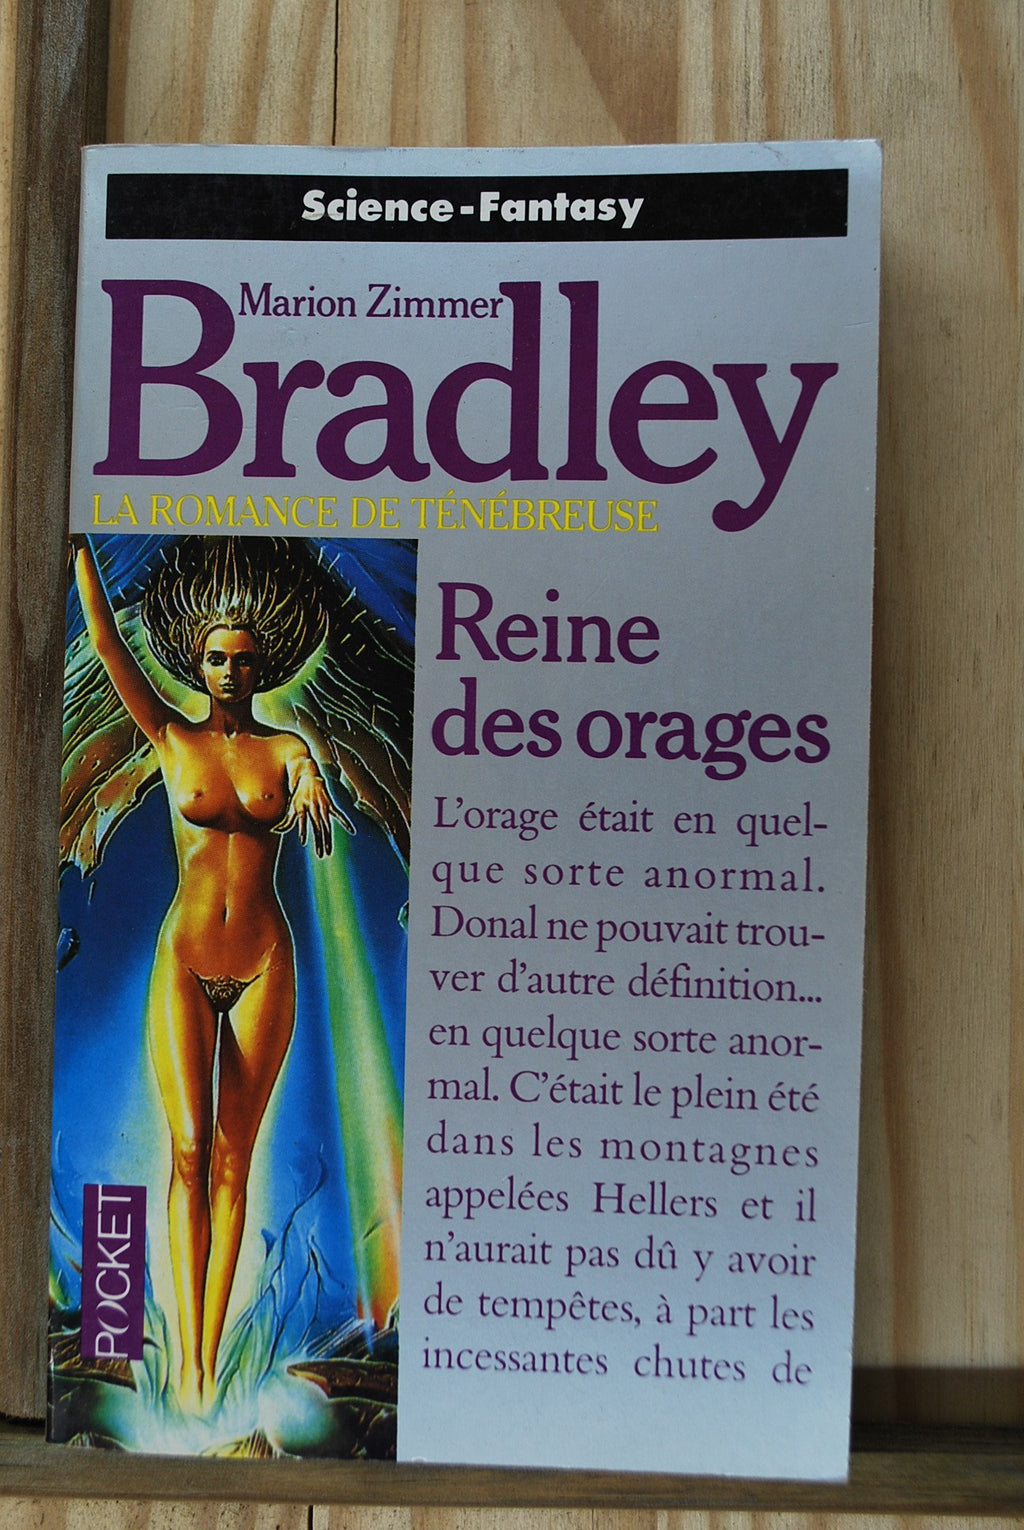 Science-Fantasy
Marion Zimmer
Bradley
LA ROMANCE DE TÉNÉBREUSE
Reine
des orages
L'orage était en quel-
que sorte anormal.
Donal ne pouvait trou-
ver d'autre définition...
en quelque sorte anor-
mal. C'était le plein été
dans les montagnes
appelées Hellers et il
n'aurait pas dû y avoir
de tempêtes, à part les
incessantes chutes de
POCKET